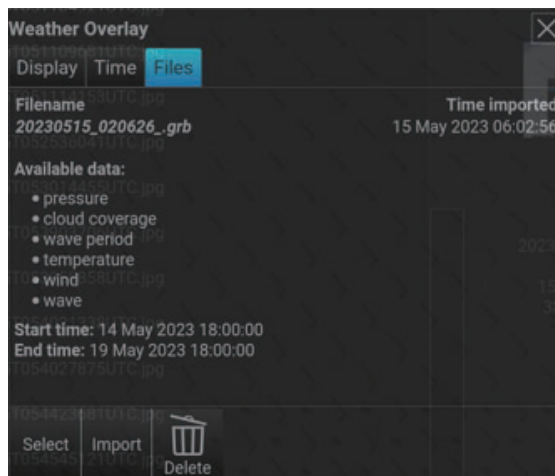 Weather Overlay
Display Time Files
Filename Time imported
20230515_020626_.grb 15 May 2023 06:02:56
Available data:
• pressure
• cloud coverage
• wave period
• temperature
• wind
• wave
Start time: 14 May 2023 18:00:00
End time: 19 May 2023 18:00:00
Select Import Delete